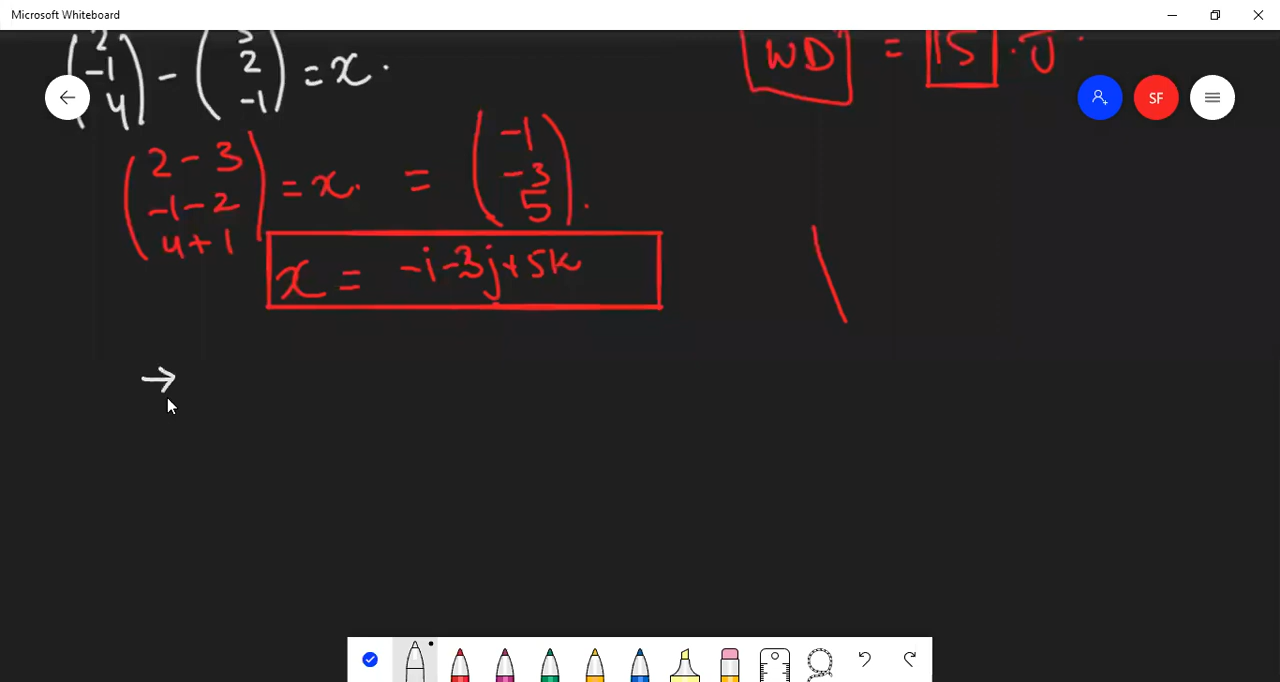 Microsoft Whiteboard
(2 -1 4) - (3 2 -1) = x.
WD = 15 . J.
SF
(2 - 3
-1 - 2
4 + 1) = x. = (-1
-3
5).
x = -i - 3j + 5k
→